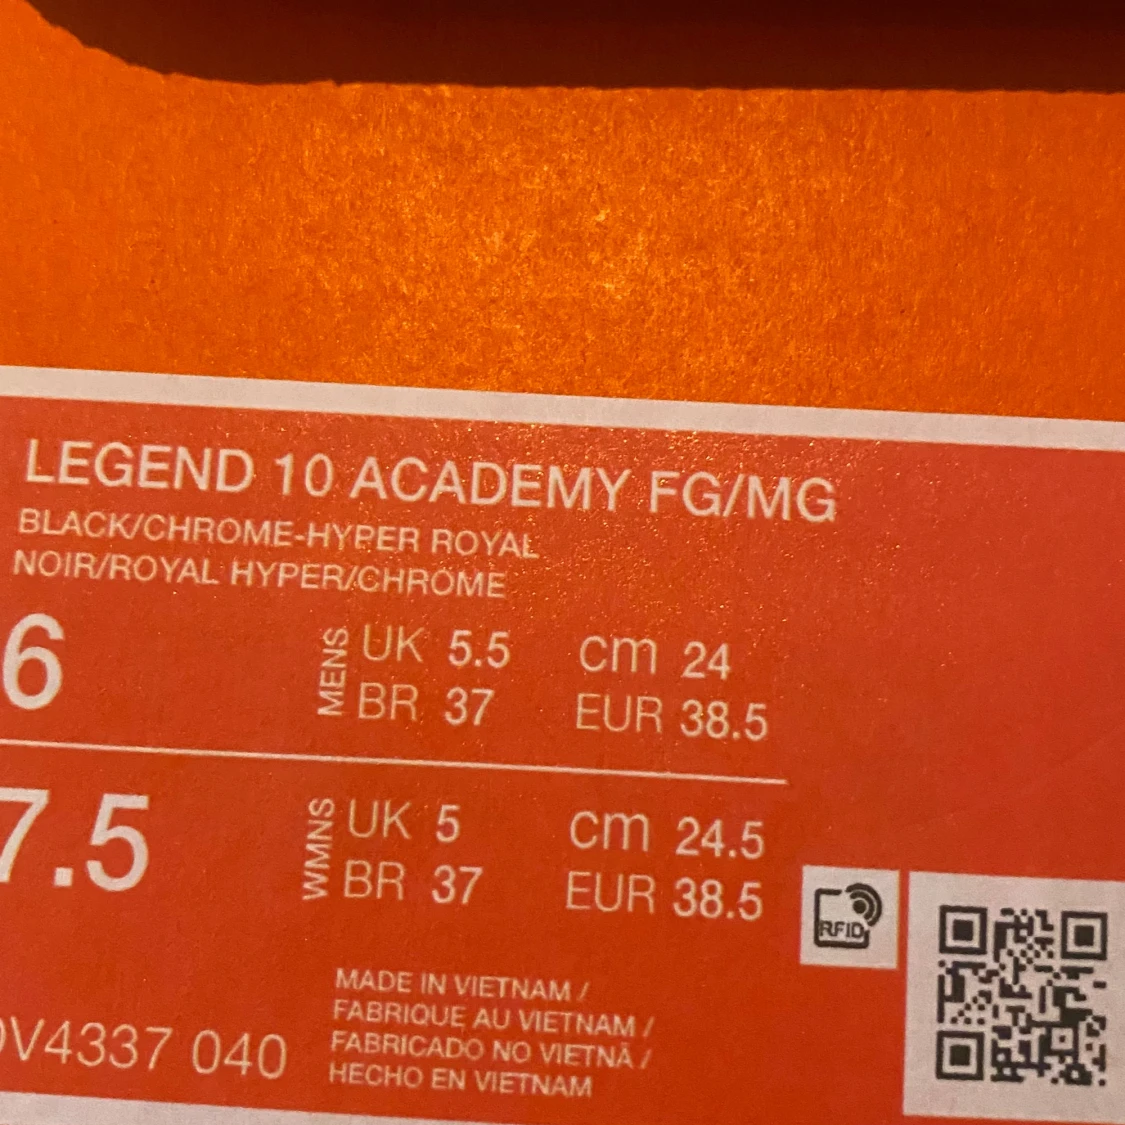 LEGEND 10 ACADEMY FG/MG
BLACK/CHROME-HYPER ROYAL
NOIR/ROYAL HYPER/CHROME
6 MENS UK 5.5 cm 24
BR 37 EUR 38.5
7.5 WMNS UK 5 cm 24.5
BR 37 EUR 38.5
RFID
MADE IN VIETNAM /
FABRIQUE AU VIETNAM /
FABRICADO NO VIETNÃ /
HECHO EN VIETNAM
DV4337 040